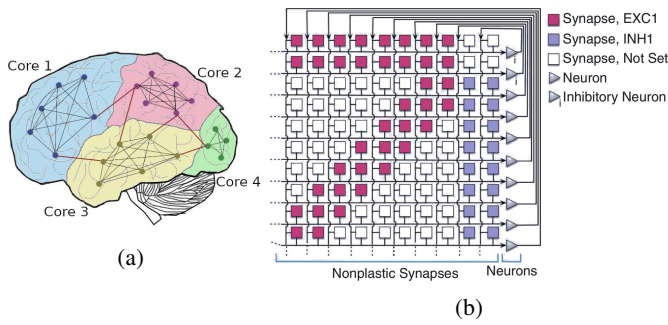 Core 1
Core 2
Core 3
Core 4
(a)
Synapse, EXC1
Synapse, INH1
Synapse, Not Set
Neuron
Inhibitory Neuron
Nonplastic Synapses
Neurons
(b)